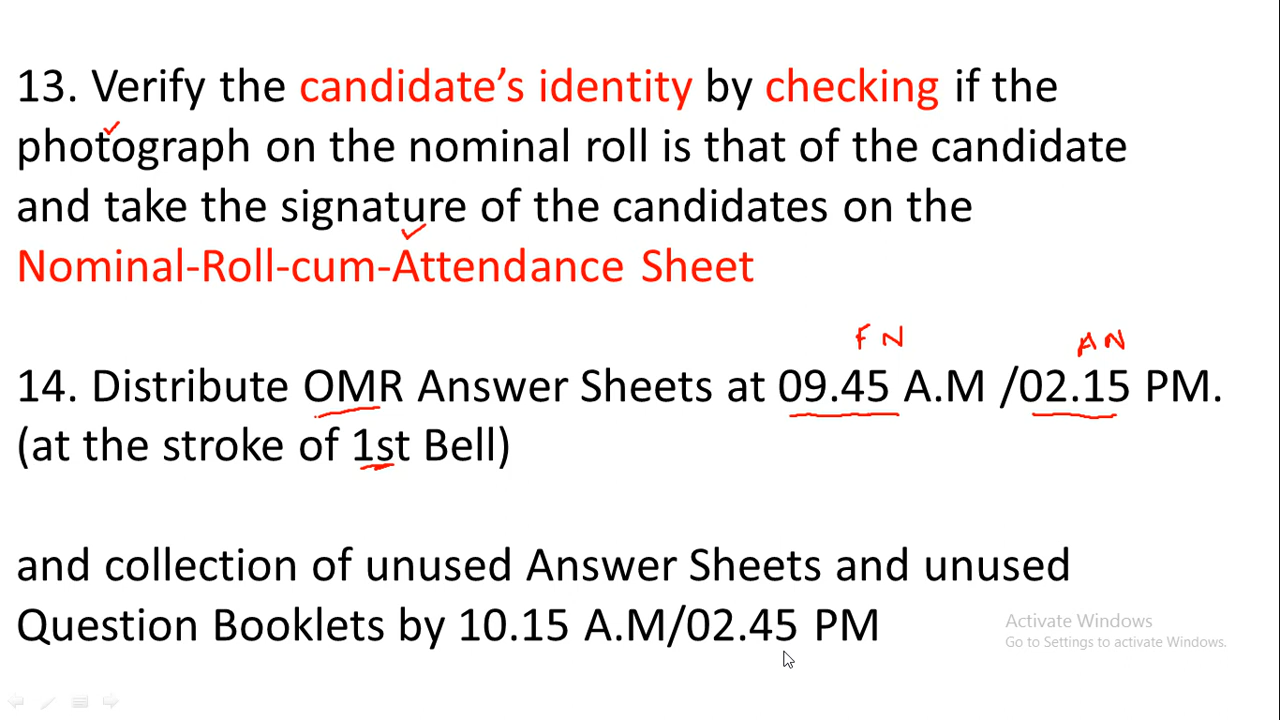 13. Verify the candidate's identity by checking if the
photograph on the nominal roll is that of the candidate
and take the signature of the candidates on the
Nominal-Roll-cum-Attendance Sheet
FN AN
14. Distribute OMR Answer Sheets at 09.45 A.M /02.15 PM.
(at the stroke of 1st Bell)
and collection of unused Answer Sheets and unused
Question Booklets by 10.15 A.M/02.45 PM
Activate Windows
Go to Settings to activate Windows.